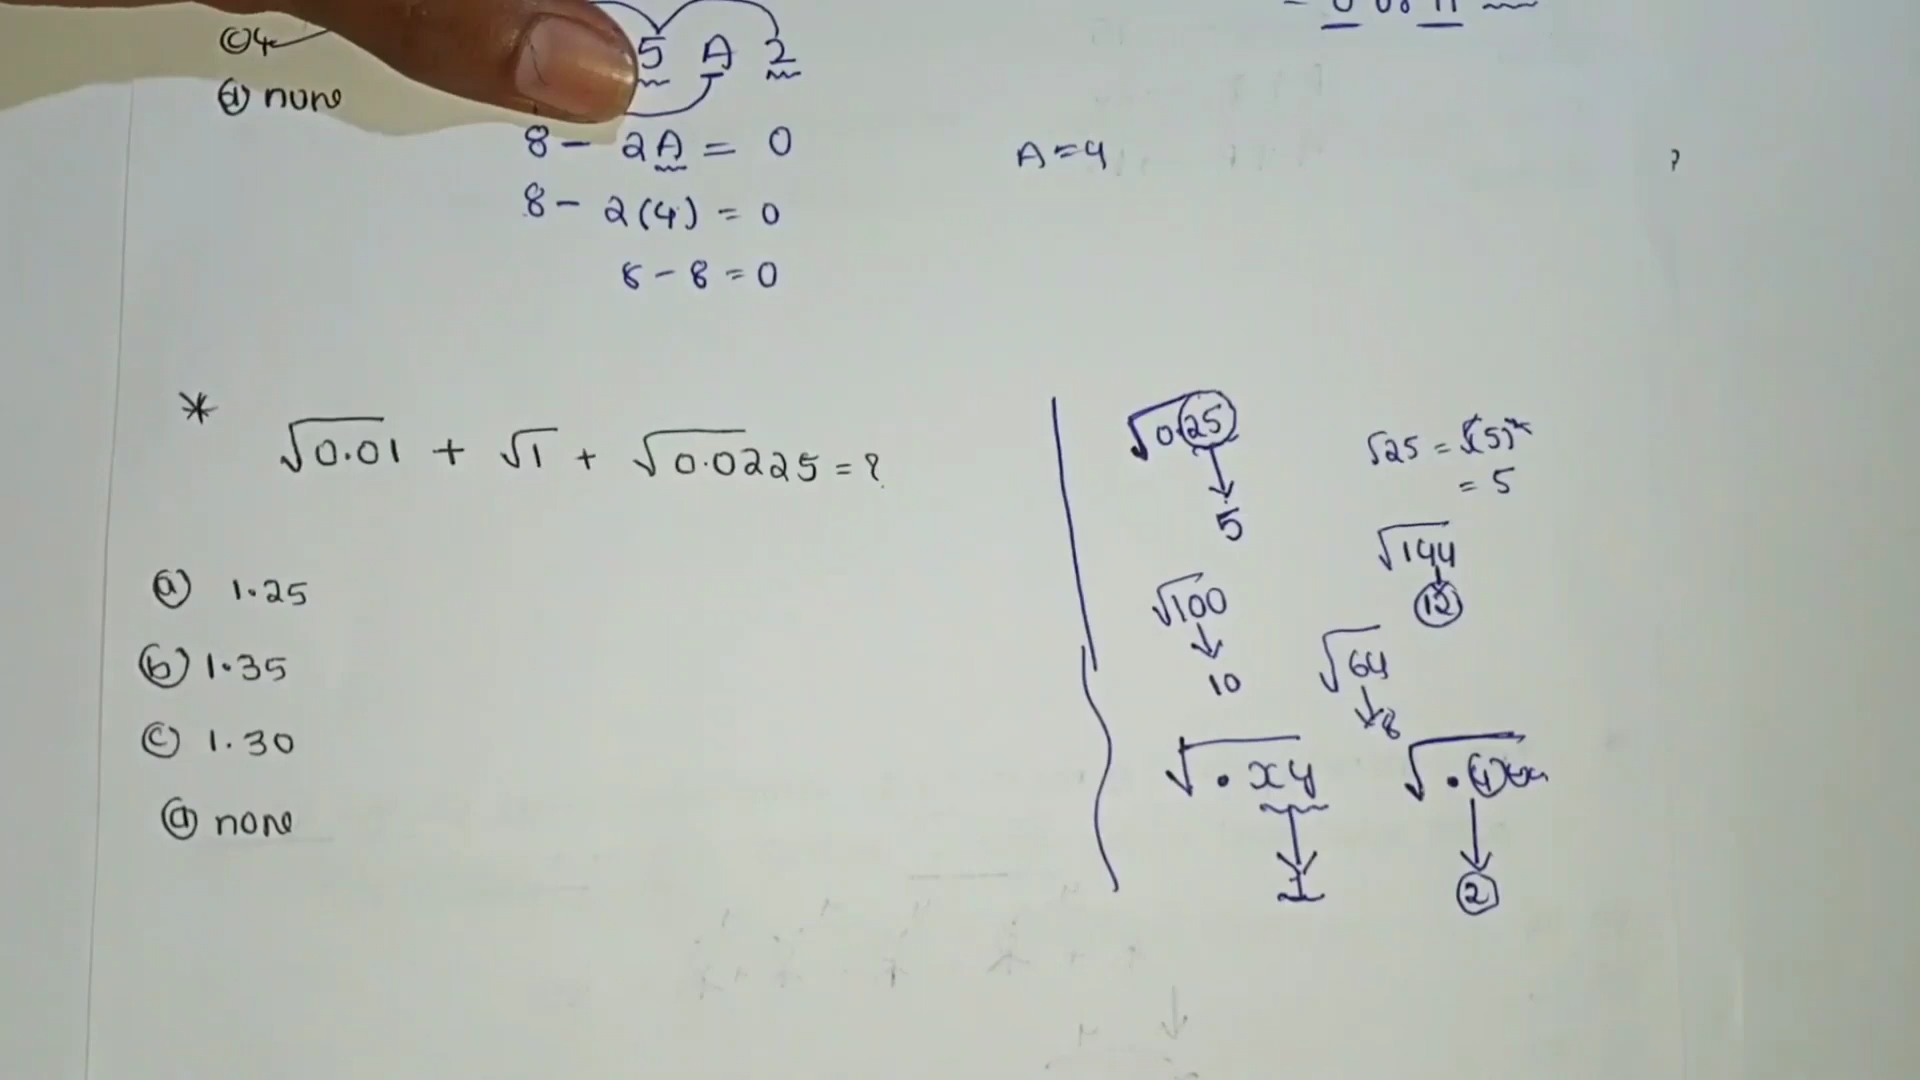 ⓒ 4
5 A 2
ⓓ none
8 - 2A = 0
A = 4
8 - 2(4) = 0
8 - 8 = 0
* √0.01 + √1 + √0.0225 = ?
ⓐ 1.25
ⓑ 1.35
ⓒ 1.30
ⓓ none
√0.25
5
√25 = √(5)²
= 5
√144
12
√100
10
√64
8
√.xy
1
2